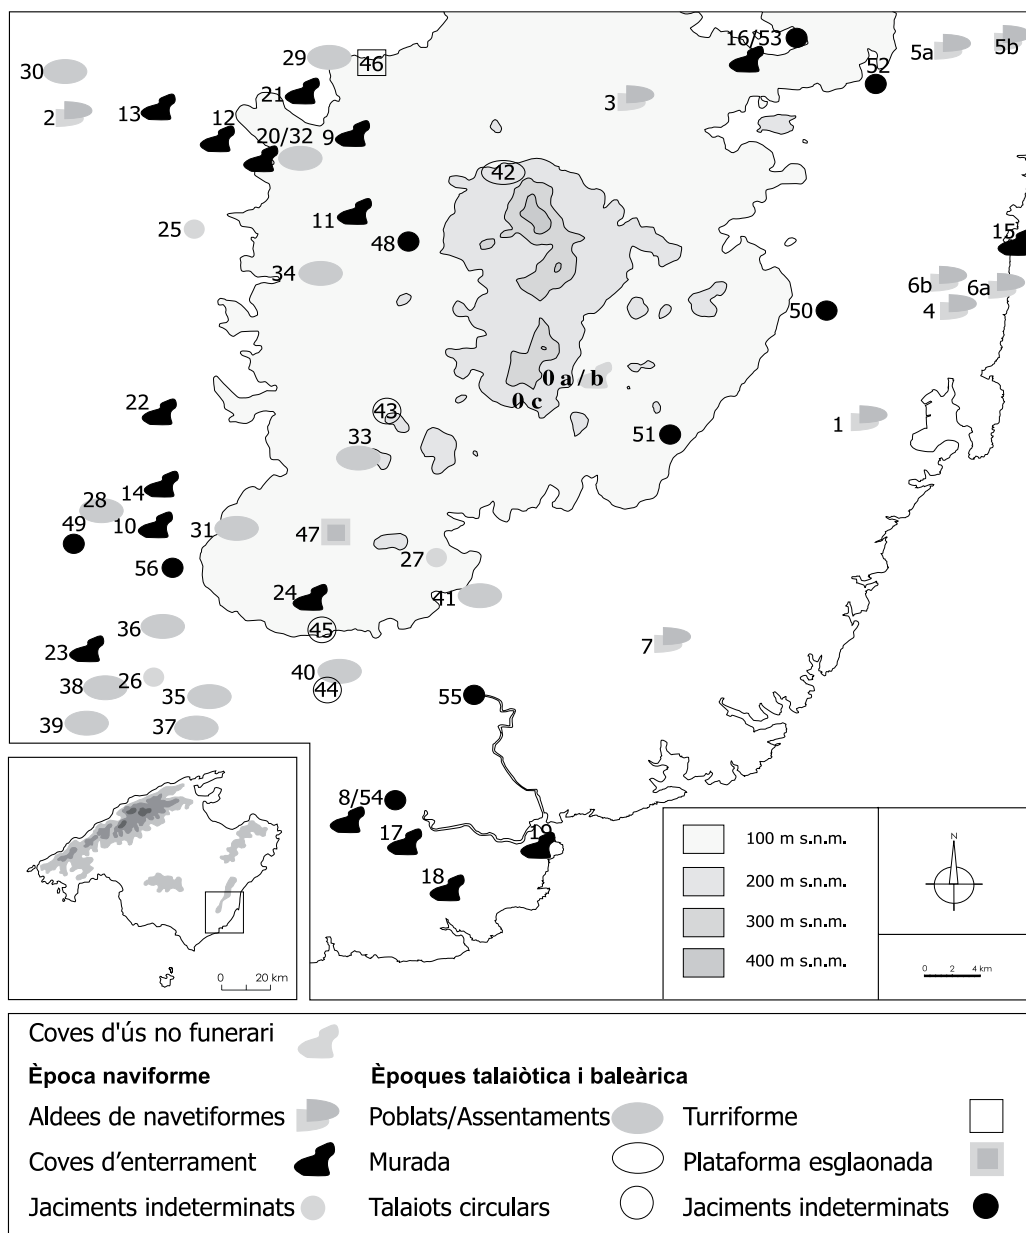 16/53
5b
5a
29
46
52
30
21
3
2
13
12
20/32
9
42
11
15
25
48
34
6b
6a
4
50
0 a / b
0 c
22
43
1
33
51
14
28
49
10
31
47
27
56
24
41
36
45
23
7
26
40
38
44
35
55
39
37
8/54
17
19
18
100 m s.n.m.
200 m s.n.m.
300 m s.n.m.
400 m s.n.m.
N
0 2 4 km
0 20 km
Coves d'ús no funerari
Època naviforme
Èpoques talaiòtica i baleàrica
Aldees de navetiformes
Poblats/Assentaments
Turriforme
Coves d’enterrament
Murada
Plataforma esglaonada
Jaciments indeterminats
Talaiots circulars
Jaciments indeterminats